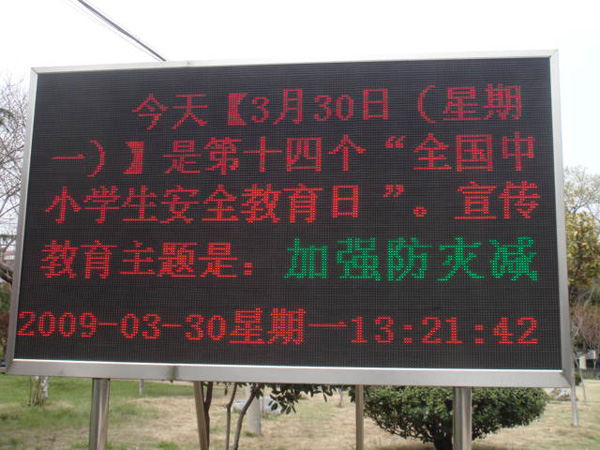 今天【3月30日（星期
一）】是第十四个“全国中
小学生安全教育日”。宣传
教育主题是：加强防灾减
2009-03-30星期一13:21:42